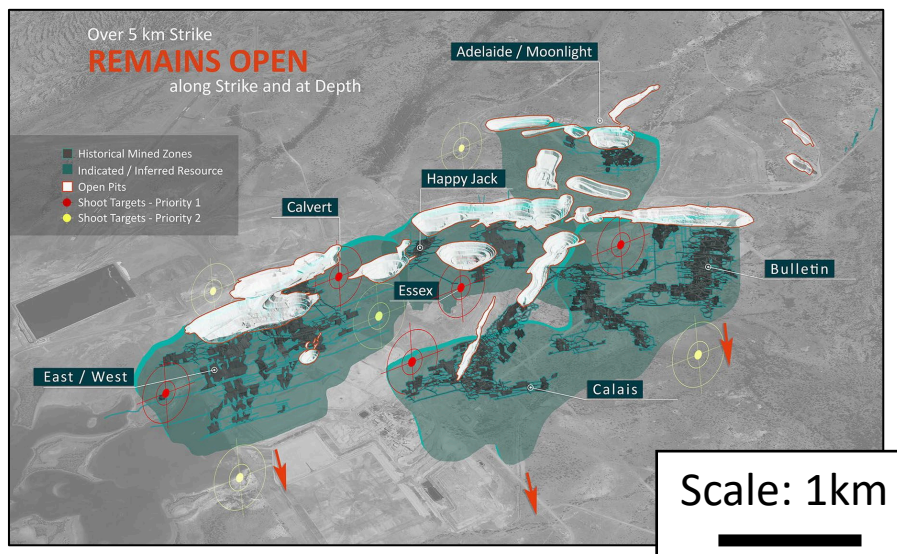 Over 5 km Strike
REMAINS OPEN
along Strike and at Depth
Adelaide / Moonlight
Historical Mined Zones
Indicated / Inferred Resource
Open Pits
Shoot Targets - Priority 1
Shoot Targets - Priority 2
Happy Jack
Calvert
Bulletin
Essex
East / West
Calais
Scale: 1km